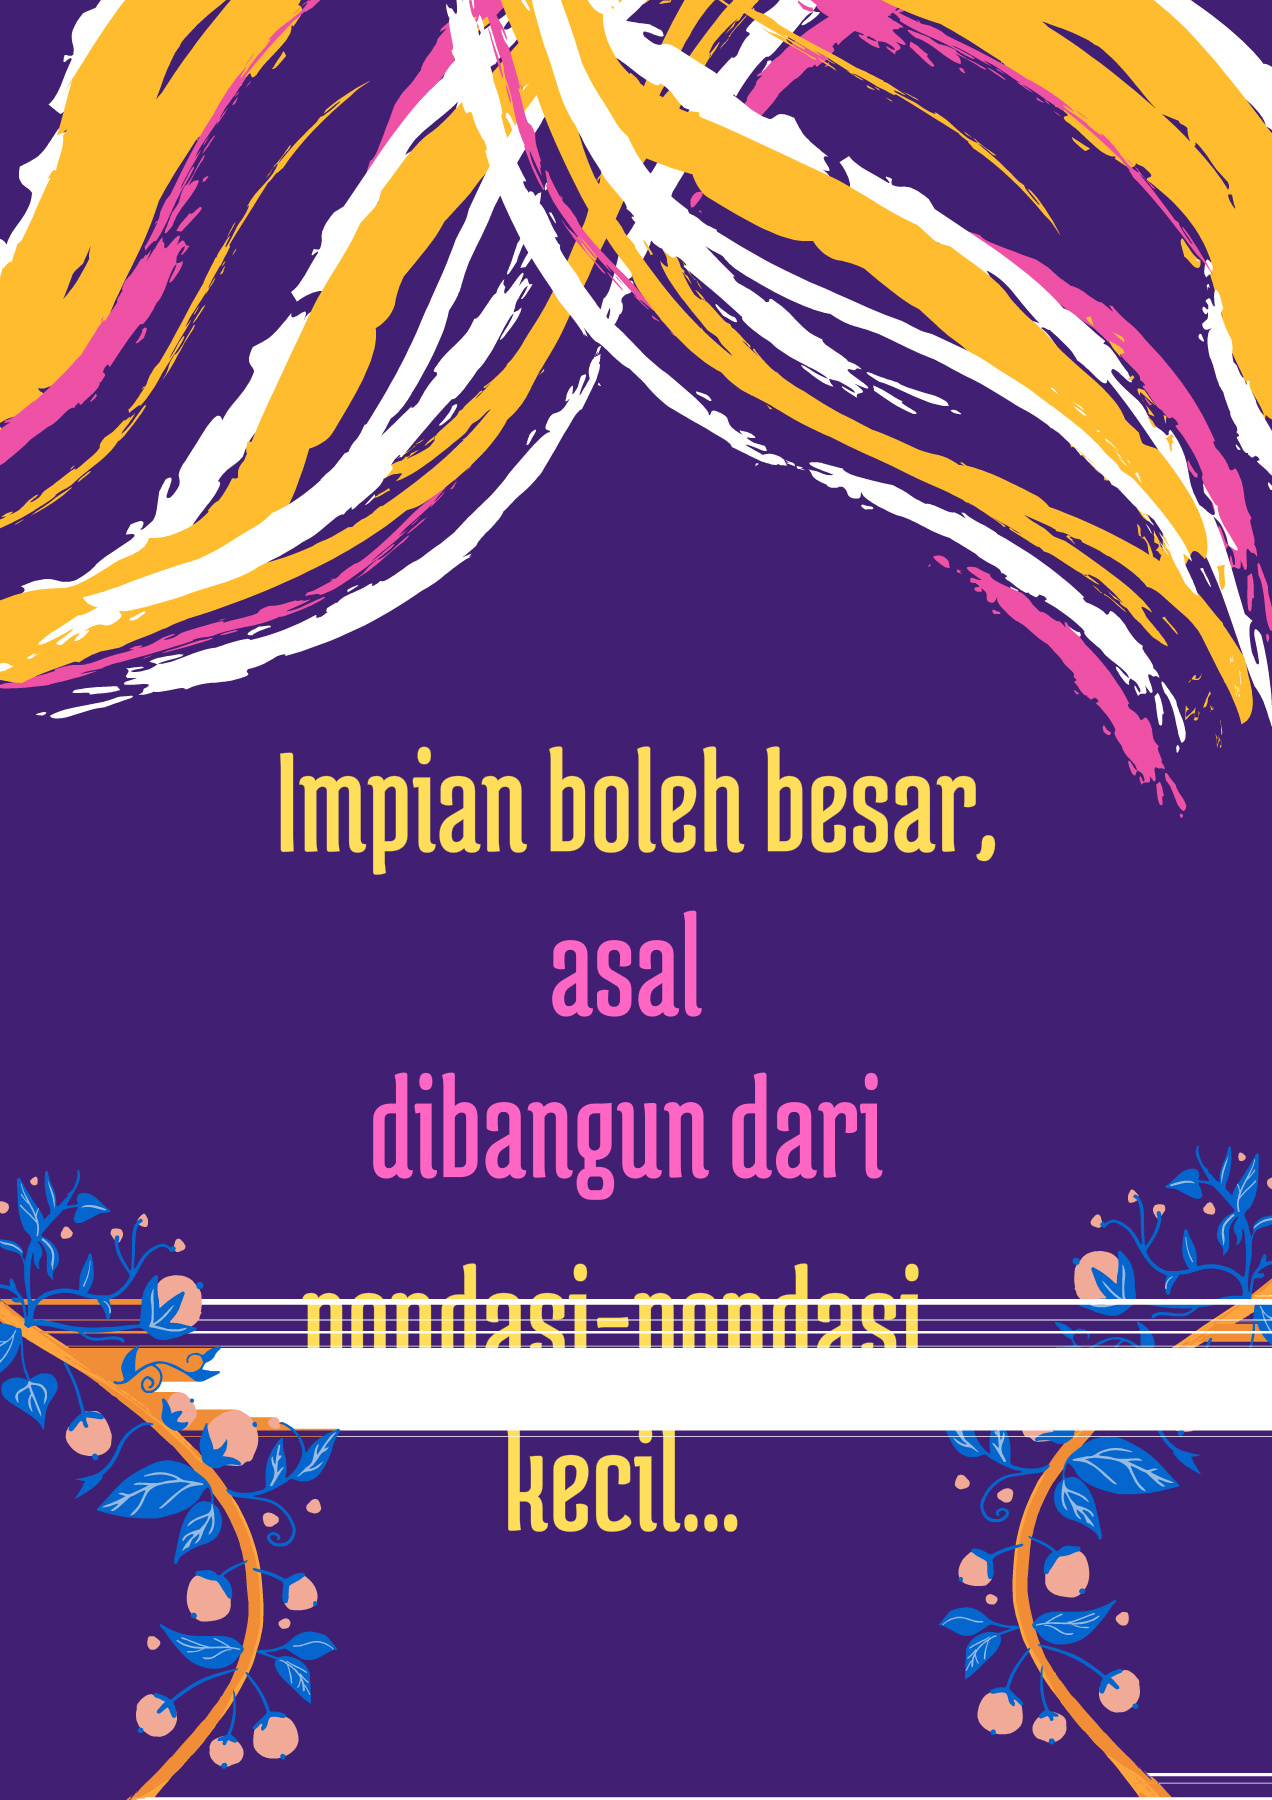 Impian boleh besar,
asal
dibangun dari
pondasi-pondasi
kecil...